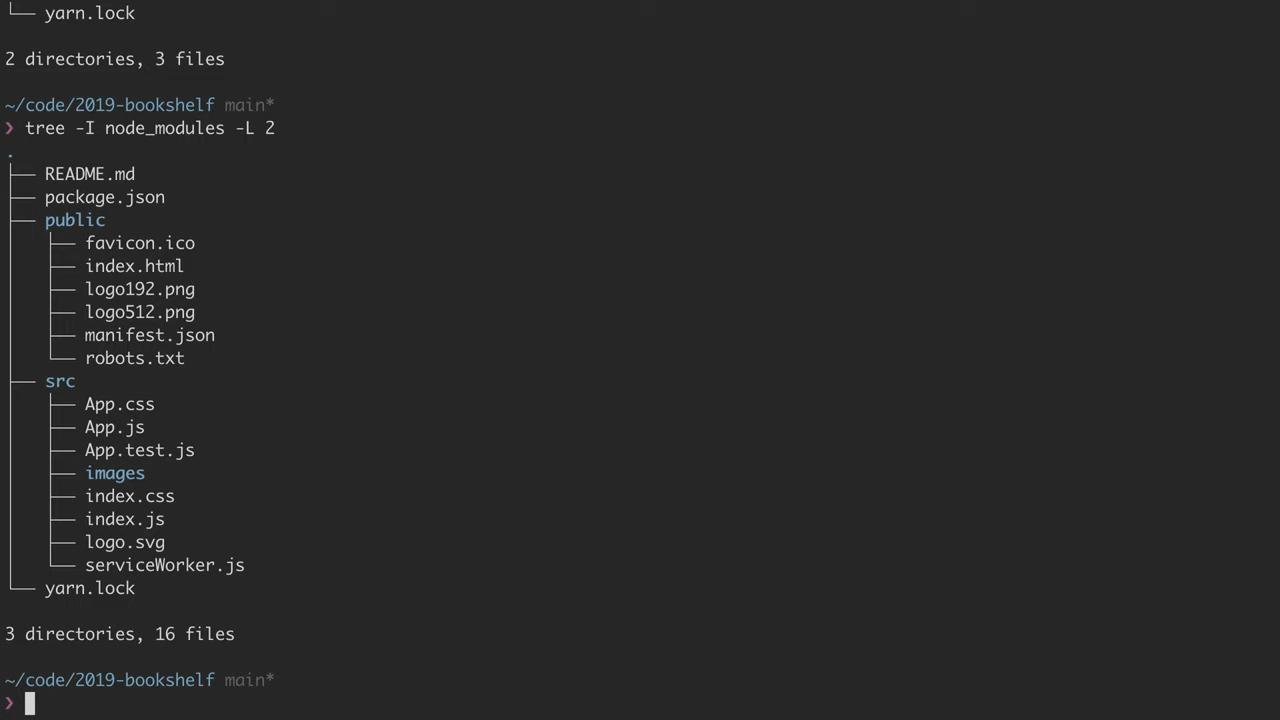 └── yarn.lock

2 directories, 3 files

~/code/2019-bookshelf main*
❯ tree -I node_modules -L 2
.
├── README.md
├── package.json
├── public
│   ├── favicon.ico
│   ├── index.html
│   ├── logo192.png
│   ├── logo512.png
│   ├── manifest.json
│   └── robots.txt
├── src
│   ├── App.css
│   ├── App.js
│   ├── App.test.js
│   ├── images
│   ├── index.css
│   ├── index.js
│   ├── logo.svg
│   └── serviceWorker.js
└── yarn.lock

3 directories, 16 files

~/code/2019-bookshelf main*
❯